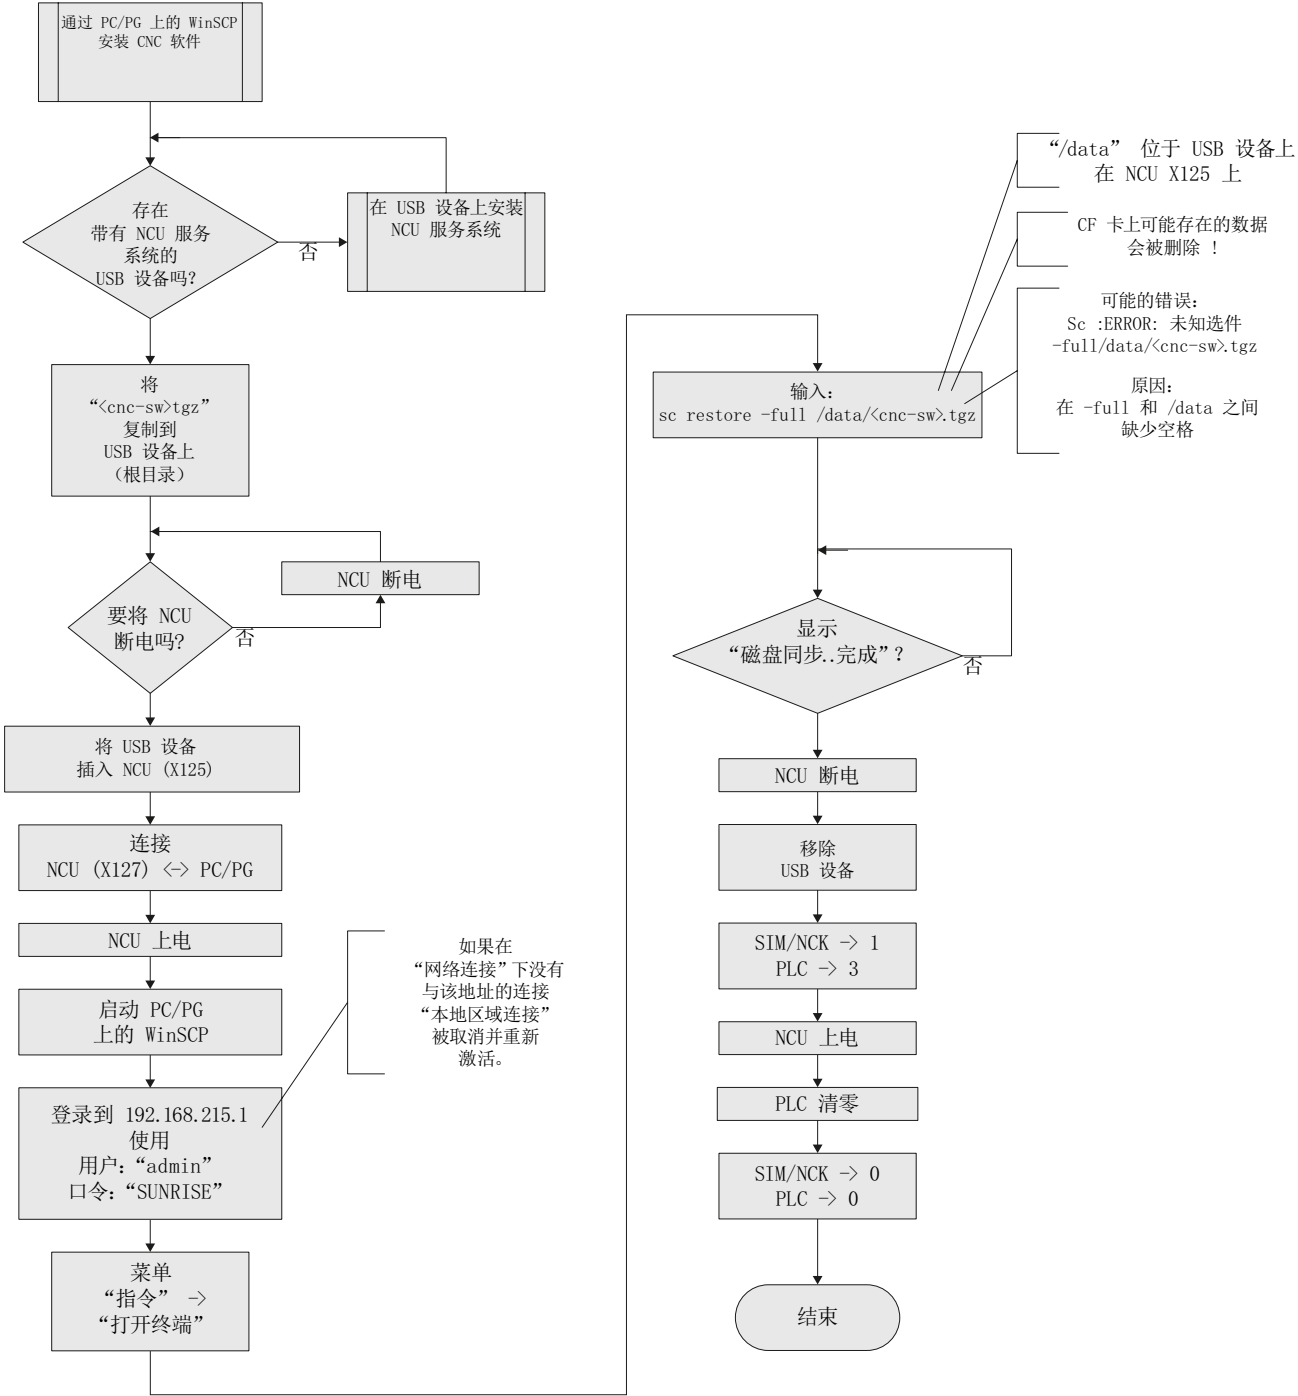 通过 PC/PG 上的 WinSCP
安装 CNC 软件
存在
带有 NCU 服务
系统的
USB 设备吗?
否
在 USB 设备上安装
NCU 服务系统
将
“<cnc-sw>tgz”
复制到
USB 设备上
（根目录）
要将 NCU
断电吗?
否
NCU 断电
将 USB 设备
插入 NCU (X125)
连接
NCU (X127) <-> PC/PG
NCU 上电
启动 PC/PG
上的 WinSCP
登录到 192.168.215.1
使用
用户: “admin”
口令: “SUNRISE”
如果在
“网络连接”下没有
与该地址的连接
“本地区域连接”
被取消并重新
激活。
菜单
“指令” ->
“打开终端”
输入:
sc restore -full /data/<cnc-sw>.tgz
“/data” 位于 USB 设备上
在 NCU X125 上
CF 卡上可能存在的数据
会被删除 !
可能的错误:
Sc :ERROR: 未知选件
-full/data/<cnc-sw>.tgz
原因:
在 -full 和 /data 之间
缺少空格
显示
“磁盘同步..完成”?
否
NCU 断电
移除
USB 设备
SIM/NCK -> 1
PLC -> 3
NCU 上电
PLC 清零
SIM/NCK -> 0
PLC -> 0
结束